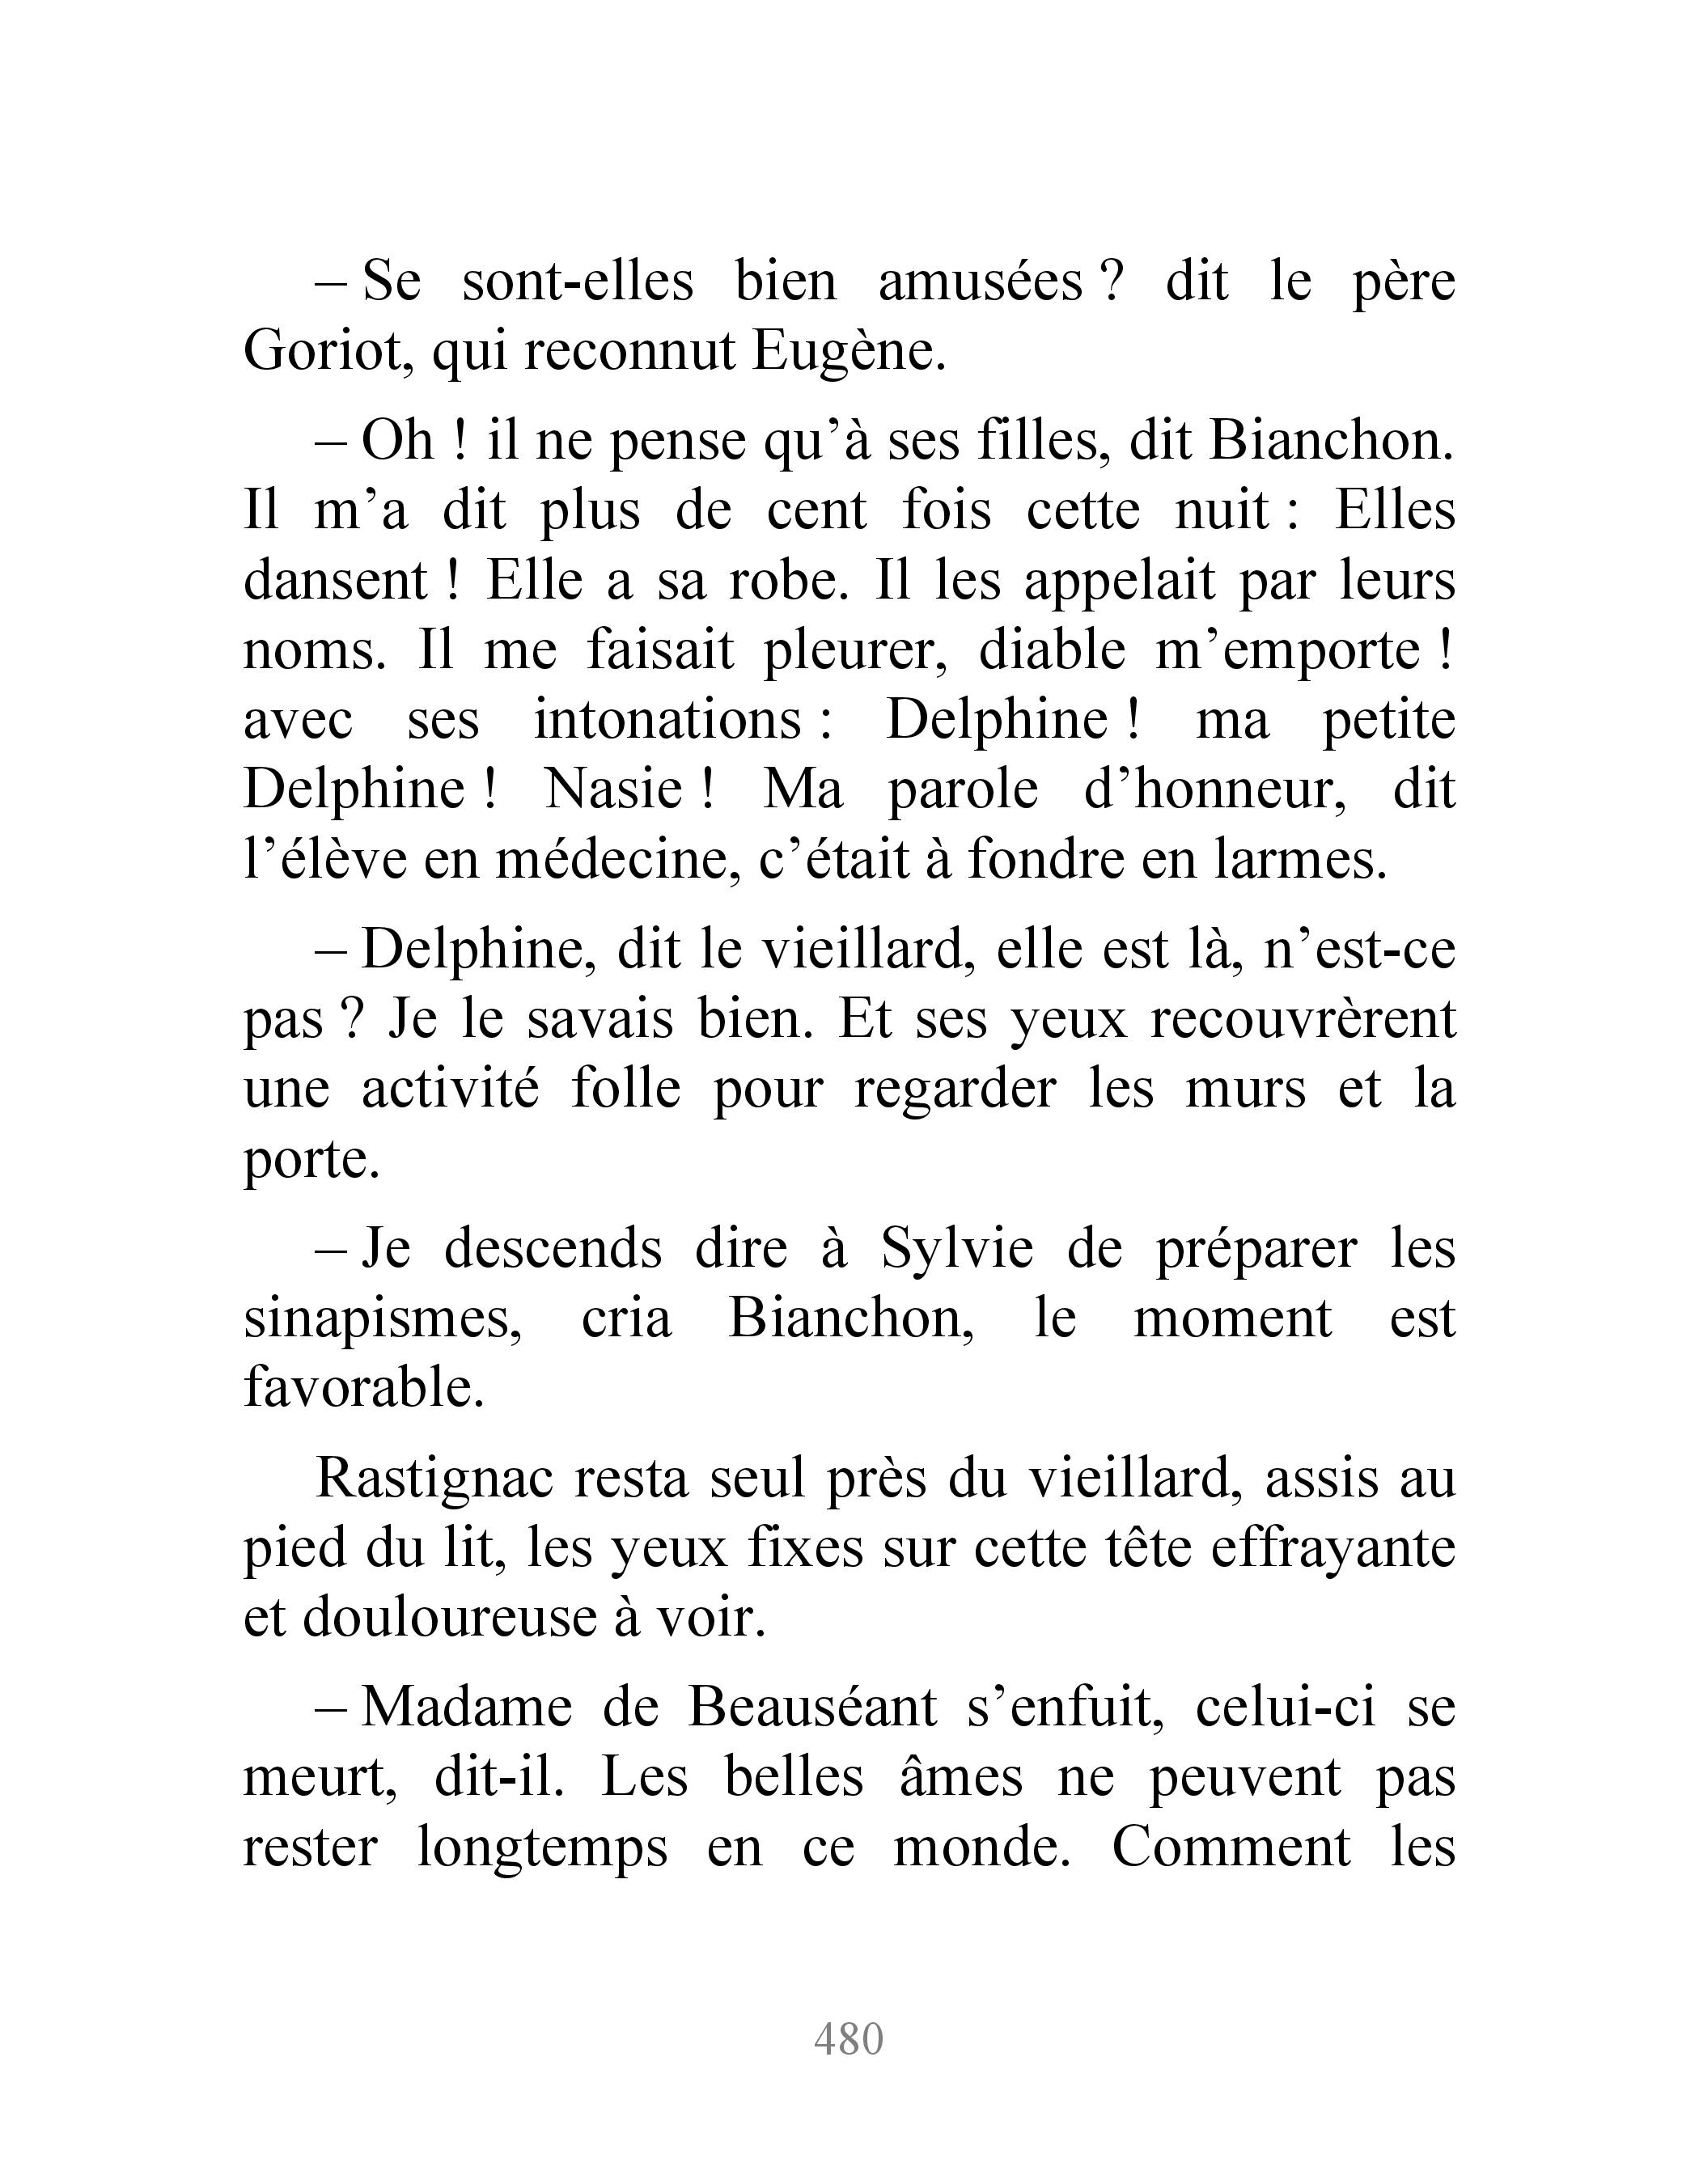 – Se sont-elles bien amusées ? dit le père
Goriot, qui reconnut Eugène.
– Oh ! il ne pense qu’à ses filles, dit Bianchon.
Il m’a dit plus de cent fois cette nuit : Elles
dansent ! Elle a sa robe. Il les appelait par leurs
noms. Il me faisait pleurer, diable m’emporte !
avec ses intonations : Delphine ! ma petite
Delphine ! Nasie ! Ma parole d’honneur, dit
l’élève en médecine, c’était à fondre en larmes.
– Delphine, dit le vieillard, elle est là, n’est-ce
pas ? Je le savais bien. Et ses yeux recouvrèrent
une activité folle pour regarder les murs et la
porte.
– Je descends dire à Sylvie de préparer les
sinapismes, cria Bianchon, le moment est
favorable.
Rastignac resta seul près du vieillard, assis au
pied du lit, les yeux fixes sur cette tête effrayante
et douloureuse à voir.
– Madame de Beauséant s’enfuit, celui-ci se
meurt, dit-il. Les belles âmes ne peuvent pas
rester longtemps en ce monde. Comment les
480